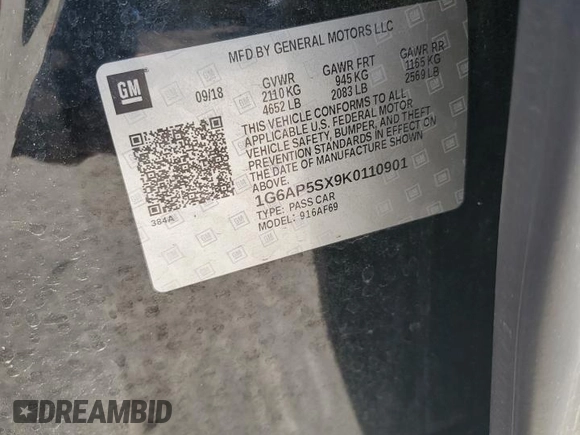 MFD BY GENERAL MOTORS LLC
GM
09/18
GVWR
2110 KG
4652 LB
GAWR FRT
945 KG
2083 LB
GAWR RR
1165 KG
2569 LB
THIS VEHICLE CONFORMS TO ALL
APPLICABLE U.S. FEDERAL MOTOR
VEHICLE SAFETY, BUMPER, AND THEFT
PREVENTION STANDARDS IN EFFECT ON
THE DATE OF MANUFACTURE SHOWN
ABOVE.
1G6AP5SX9K0110901
TYPE: PASS CAR
MODEL: 916AF69
384A
DREAMBID